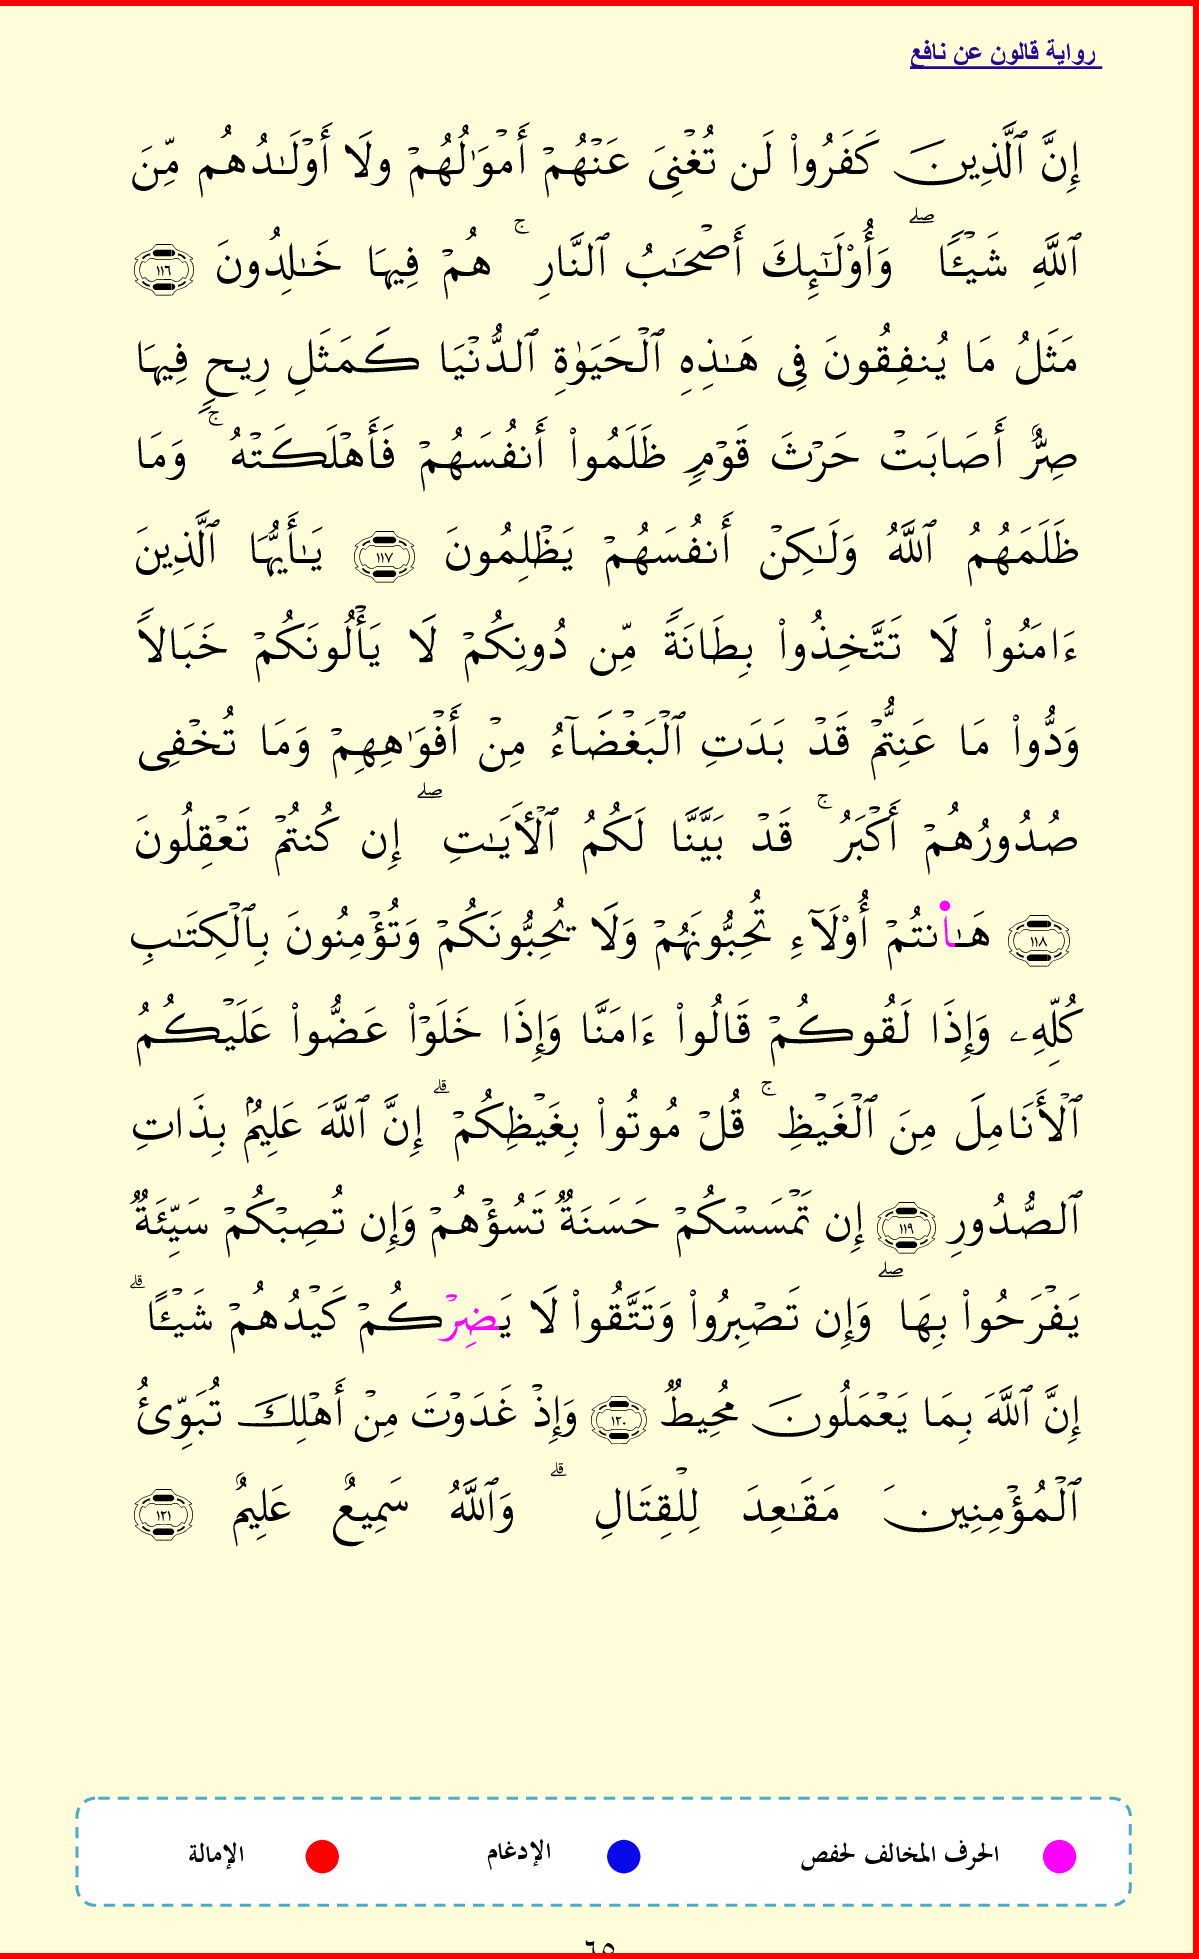 رواية قالون عن نافع
إِنَّ ٱلَّذِينَ كَفَرُواْ لَن تُغْنِىَ عَنْهُمْ أَمْوَٰلُهُمْ ولَا أَوْلَـٰدُهُم مِّنَ
ٱللَّهِ شَيْـًٔا ۖ وَأُوْلَـٰٓئِكَ أَصْحَـٰبُ ٱلنَّارِ ۚ هُمْ فِيهَا خَـٰلِدُونَ ١١٦
مَثَلُ مَا يُنفِقُونَ فِى هَـٰذِهِ ٱلْحَيَوٰةِ ٱلدُّنْيَا كَمَثَلِ رِيحٍ فِيهَا
صِرٌّ أَصَابَتْ حَرْثَ قَوْمٍ ظَلَمُواْ أَنفُسَهُمْ فَأَهْلَكَتْهُ ۚ وَمَا
ظَلَمَهُمُ ٱللَّهُ وَلَـٰكِنْ أَنفُسَهُمْ يَظْلِمُونَ ١١٧ يَـٰأَيُّهَا ٱلَّذِينَ
ءَامَنُواْ لَا تَتَّخِذُواْ بِطَانَةً مِّن دُونِكُمْ لَا يَأْلُونَكُمْ خَبَالاً
وَدُّواْ مَا عَنِتُّمْ قَدْ بَدَتِ ٱلْبَغْضَآءُ مِنْ أَفْوَٰهِهِمْ وَمَا تُخْفِى
صُدُورُهُمْ أَكْبَرُ ۚ قَدْ بَيَّنَّا لَكُمُ ٱلْأَيَـٰتِ ۖ إِن كُنتُمْ تَعْقِلُونَ
١١٨ هَـٰأنتُمْ أُوْلَآءِ تُحِبُّونَهُمْ وَلَا يُحِبُّونَكُمْ وَتُؤْمِنُونَ بِٱلْكِتَـٰبِ
كُلِّهِۦ وَإِذَا لَقُوكُمْ قَالُواْ ءَامَنَّا وَإِذَا خَلَوْاْ عَضُّواْ عَلَيْكُمُ
ٱلْأَنَامِلَ مِنَ ٱلْغَيْظِ ۚ قُلْ مُوتُواْ بِغَيْظِكُمْ ۗ إِنَّ ٱللَّهَ عَلِيمٌ بِذَاتِ
ٱلصُّدُورِ ١١٩ إِن تَمْسَسْكُمْ حَسَنَةٌ تَسُؤْهُمْ وَإِن تُصِبْكُمْ سَيِّئَةٌ
يَفْرَحُواْ بِهَا ۖ وَإِن تَصْبِرُواْ وَتَتَّقُواْ لَا يَضِرْكُمْ كَيْدُهُمْ شَيْـًٔا ۗ
إِنَّ ٱللَّهَ بِمَا يَعْمَلُونَ مُحِيطٌ ١٢٠ وَإِذْ غَدَوْتَ مِنْ أَهْلِكَ تُبَوِّئُ
ٱلْمُؤْمِنِينَ مَقَـٰعِدَ لِلْقِتَالِ ۗ وَٱللَّهُ سَمِيعٌ عَلِيمٌ ١٢١
الحرف المخالف لحفص الإدغام الإمالة
٦٥